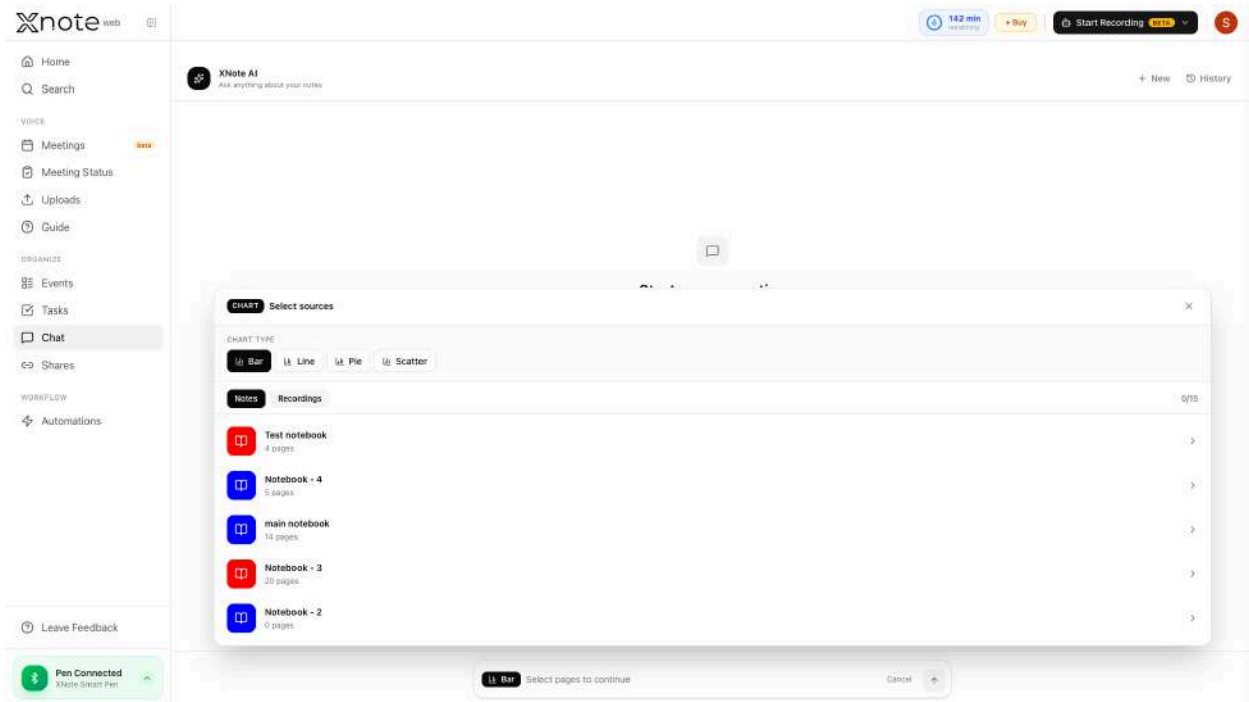 Xnote web
142 min
remaining
+ Buy
Start Recording BETA
S
Home
Search
VOICE
Meetings beta
Meeting Status
Uploads
Guide
ORGANIZE
Events
Tasks
Chat
Shares
WORKFLOW
Automations
Leave Feedback
Pen Connected
XNote Smart Pen
XNote AI
Ask anything about your notes
+ New
History
CHART Select sources
CHART TYPE
Bar Line Pie Scatter
Notes Recordings 0/15
Test notebook
4 pages
Notebook - 4
5 pages
main notebook
14 pages
Notebook - 3
20 pages
Notebook - 2
0 pages
Bar Select pages to continue Cancel